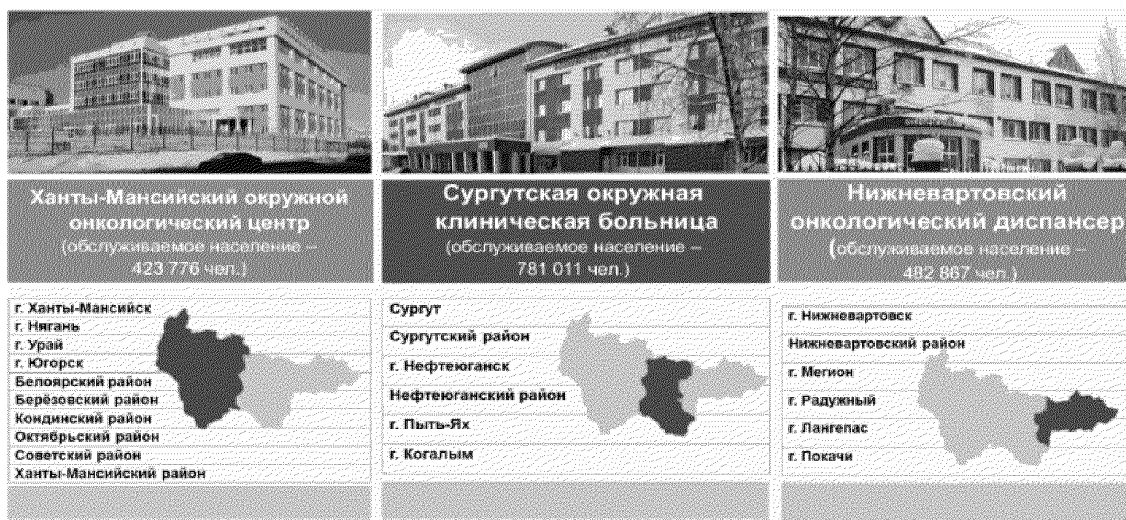 Ханты-Мансийский окружной
онкологический центр
(обслуживаемое население –
423 776 чел.)
г. Ханты-Мансийск
г. Нягань
г. Урай
г. Югорск
Белоярский район
Берёзовский район
Кондинский район
Октябрьский район
Советский район
Ханты-Мансийский район
Сургутская окружная
клиническая больница
(обслуживаемое население –
781 011 чел.)
Сургут
Сургутский район
г. Нефтеюганск
Нефтеюганский район
г. Пыть-Ях
г. Когалым
Нижневартовский
онкологический диспансер
(обслуживаемое население –
482 867 чел.)
г. Нижневартовск
Нижневартовский район
г. Мегион
г. Радужный
г. Лангепас
г. Покачи